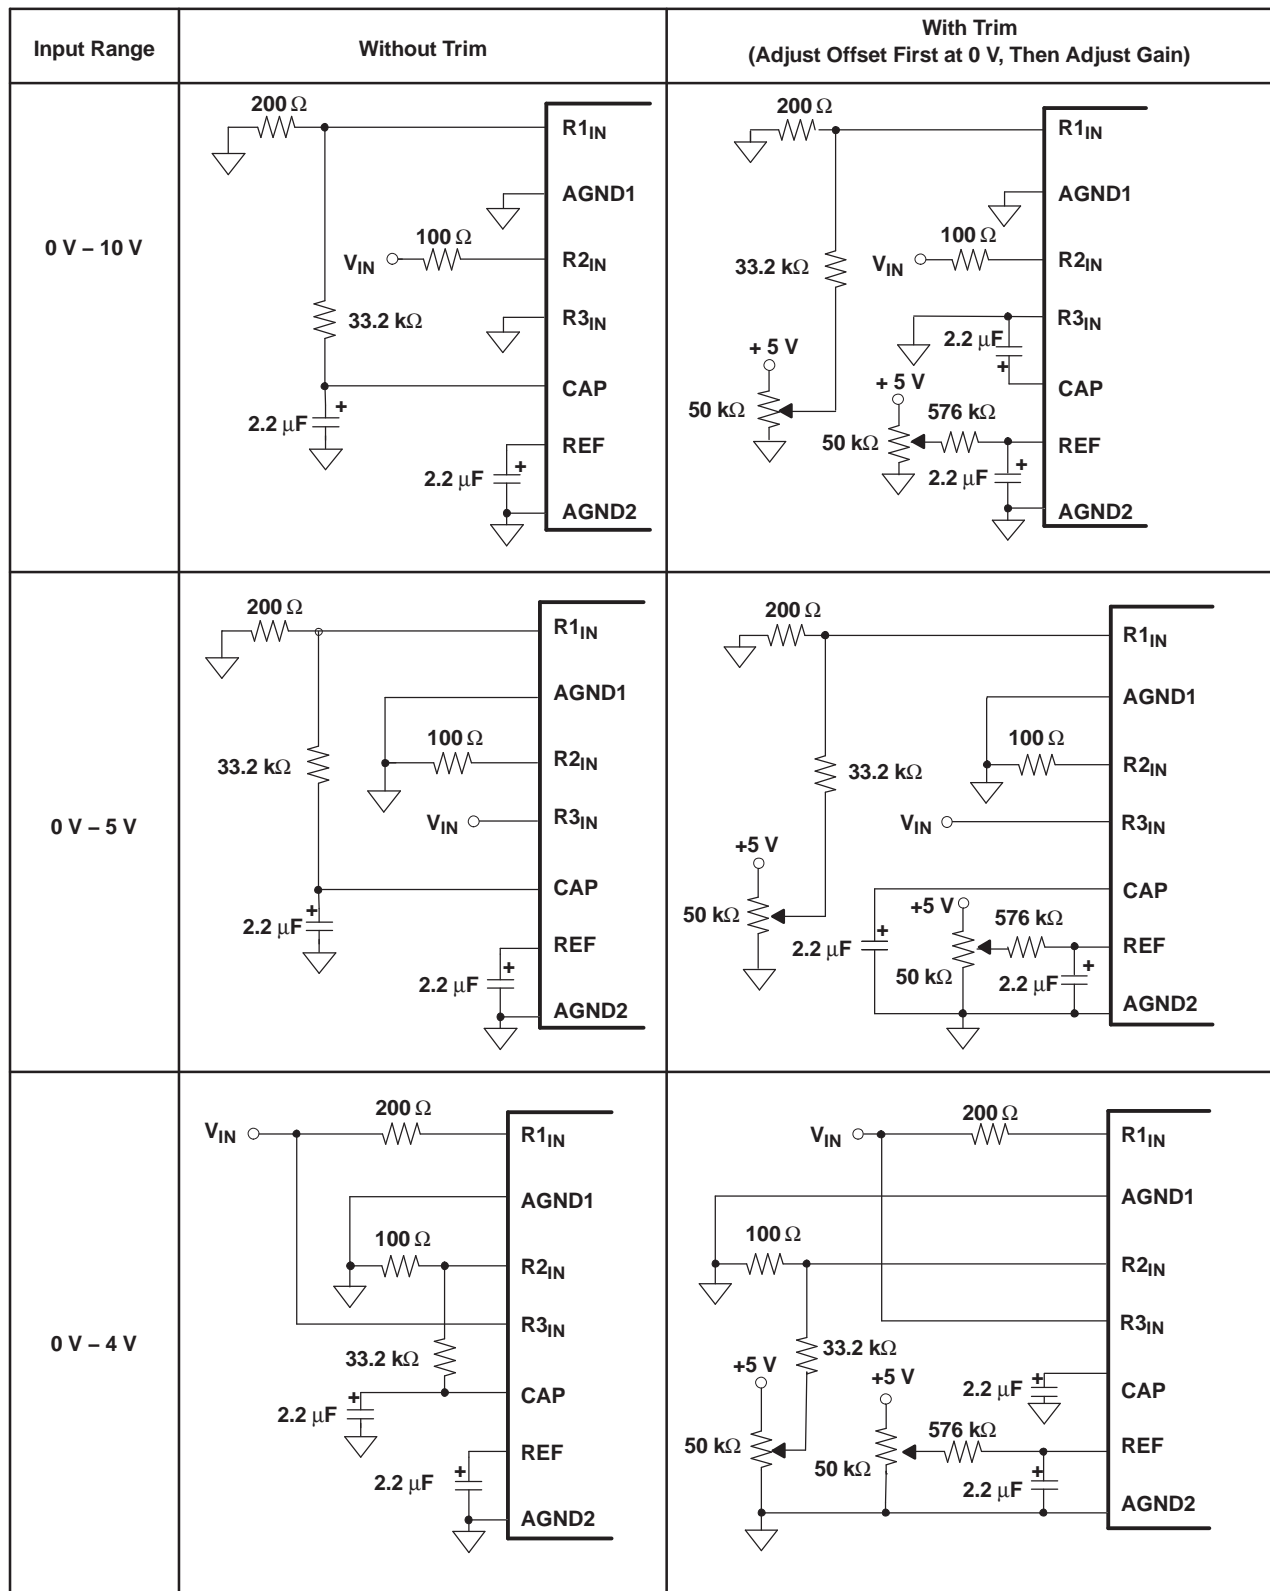 Input Range
Without Trim
With Trim
(Adjust Offset First at 0 V, Then Adjust Gain)
0 V – 10 V
200 Ω
R1IN
AGND1
100 Ω
VIN
R2IN
R3IN
33.2 kΩ
CAP
+
2.2 µF
REF
+
2.2 µF
AGND2
200 Ω
R1IN
AGND1
100 Ω
33.2 kΩ
VIN
R2IN
R3IN
2.2 µF
+
+ 5 V
CAP
+ 5 V
50 kΩ
576 kΩ
50 kΩ
REF
+
2.2 µF
AGND2
0 V – 5 V
200 Ω
R1IN
AGND1
100 Ω
33.2 kΩ
R2IN
VIN
R3IN
CAP
+
2.2 µF
REF
+
2.2 µF
AGND2
200 Ω
R1IN
AGND1
100 Ω
33.2 kΩ
R2IN
VIN
R3IN
+5 V
CAP
+5 V
50 kΩ
576 kΩ
+
2.2 µF
REF
50 kΩ
+
2.2 µF
AGND2
0 V – 4 V
200 Ω
VIN
R1IN
AGND1
100 Ω
R2IN
R3IN
33.2 kΩ
+
CAP
2.2 µF
REF
+
2.2 µF
AGND2
200 Ω
VIN
R1IN
AGND1
100 Ω
R2IN
R3IN
33.2 kΩ
+5 V
+5 V
+
2.2 µF
CAP
576 kΩ
50 kΩ
REF
50 kΩ
+
2.2 µF
AGND2